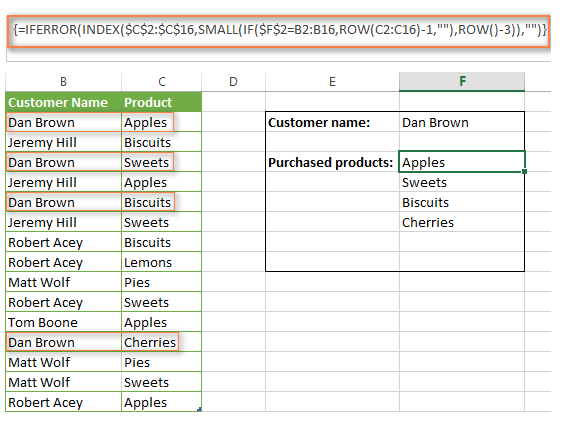 {=IFERROR(INDEX($C$2:$C$16,SMALL(IF($F$2=B2:B16,ROW(C2:C16)-1,""),ROW()-3)),"")}
B C D E F
Customer Name Product
Dan Brown Apples Customer name: Dan Brown
Jeremy Hill Biscuits
Dan Brown Sweets Purchased products: Apples
Jeremy Hill Apples Sweets
Dan Brown Biscuits Biscuits
Jeremy Hill Sweets Cherries
Robert Acey Biscuits
Robert Acey Lemons
Matt Wolf Pies
Robert Acey Sweets
Tom Boone Apples
Dan Brown Cherries
Matt Wolf Pies
Matt Wolf Sweets
Robert Acey Apples